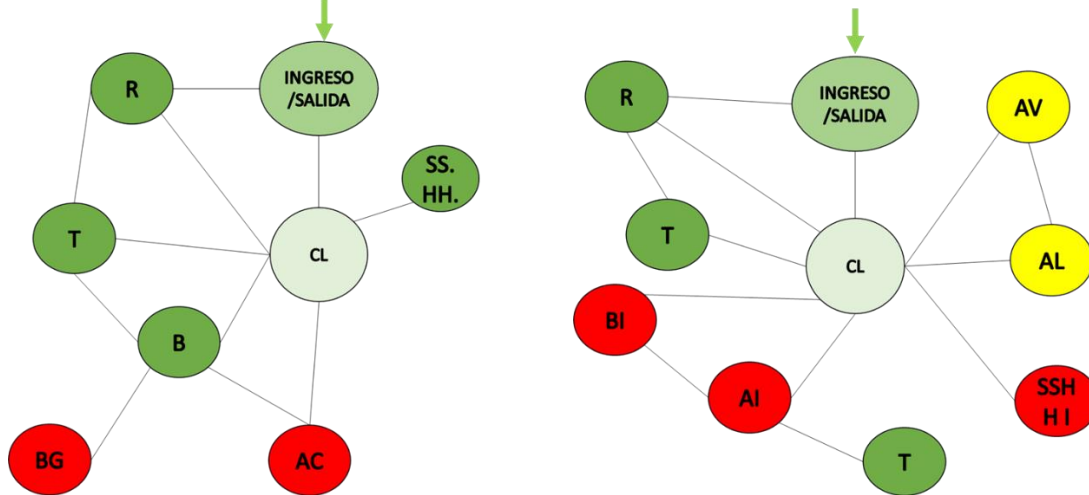 INGRESO
/SALIDA
R
SS.
HH.
T
CL
B
BG
AC
INGRESO
/SALIDA
R
AV
T
CL
AL
BI
AI
SSH
H I
T